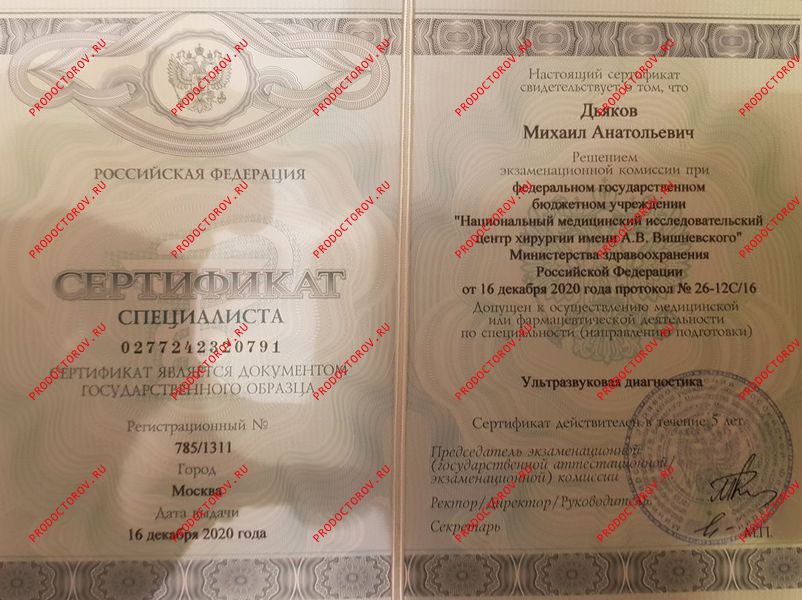 РОССИЙСКАЯ ФЕДЕРАЦИЯ
СЕРТИФИКАТ
СПЕЦИАЛИСТА
0277242320791
СЕРТИФИКАТ ЯВЛЯЕТСЯ ДОКУМЕНТОМ
ГОСУДАРСТВЕННОГО ОБРАЗЦА
Регистрационный №
785/1311
Город
Москва
Дата выдачи
16 декабря 2020 года
Настоящий сертификат
свидетельствует о том, что
Дьяков
Михаил Анатольевич
Решением
экзаменационной комиссии при
федеральном государственном
бюджетном учреждении
"Национальный медицинский исследовательский
центр хирургии имени А.В. Вишневского"
Министерства здравоохранения
Российской Федерации
от 16 декабря 2020 года протокол № 26-12С/16
Допущен к осуществлению медицинской
или фармацевтической деятельности
по специальности (направлению подготовки)
Ультразвуковая диагностика
Сертификат действителен в течение 5 лет
Председатель экзаменационной
(государственной аттестационной/
экзаменационной) комиссии
Ректор/Директор/Руководитель
Секретарь
М.П.
PRODOCTOROV.RU